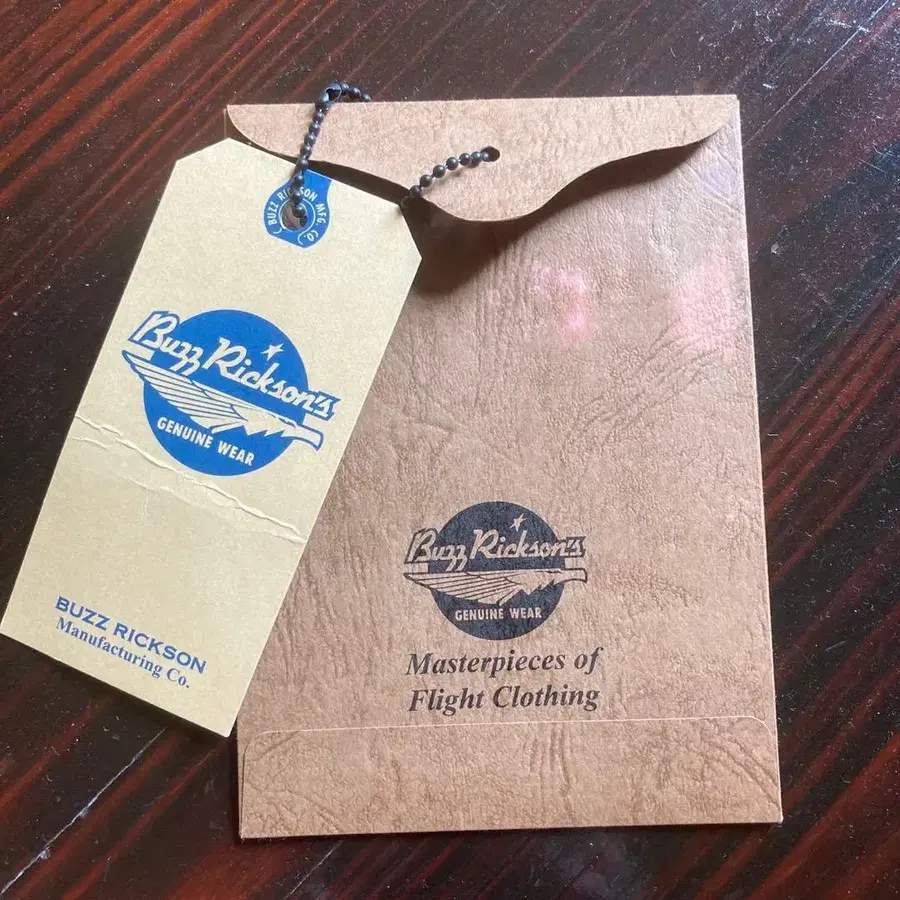 BUZZ RICKSON MFG. CO.
Buzz Rickson's
GENUINE WEAR
BUZZ RICKSON
Manufacturing Co.
Buzz Rickson's
GENUINE WEAR
Masterpieces of
Flight Clothing